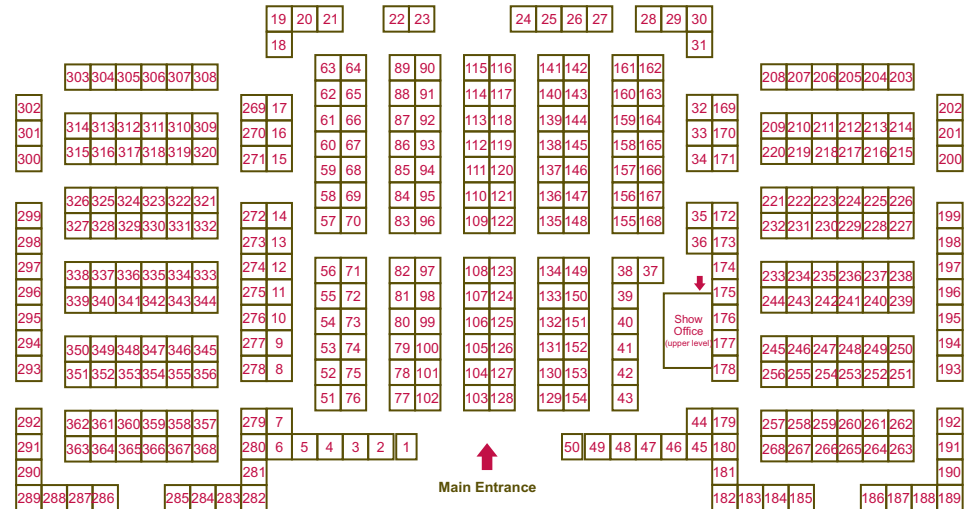 19 20 21 22 23 24 25 26 27 28 29 30
18 31
303 304 305 306 307 308 63 64 89 90 115 116 141 142 161 162 208 207 206 205 204 203
62 65 88 91 114 117 140 143 160 163
302 269 17 32 169 202
314 313 312 311 310 309 61 66 87 92 113 118 139 144 159 164 209 210 211 212 213 214
301 270 16 33 170 201
315 316 317 318 319 320 60 67 86 93 112 119 138 145 158 165 220 219 218 217 216 215
300 271 15 34 171 200
59 68 85 94 111 120 137 146 157 166
326 325 324 323 322 321 58 69 84 95 110 121 136 147 156 167 221 222 223 224 225 226
299 272 14 35 172 199
327 328 329 330 331 332 57 70 83 96 109 122 135 148 155 168 232 231 230 229 228 227
298 273 13 36 173 198
297 274 12 174 197
338 337 336 335 334 333 56 71 82 97 108 123 134 149 38 37 233 234 235 236 237 238
296 275 11 175 196
339 340 341 342 343 344 55 72 81 98 107 124 133 150 39 244 243 242 241 240 239
295 276 10 176 195
54 73 80 99 106 125 132 151 40
Show
Office
(upper level)
294 277 9 177 194
350 349 348 347 346 345 53 74 79 100 105 126 131 152 41 245 246 247 248 249 250
293 278 8 178 193
351 352 353 354 355 356 52 75 78 101 104 127 130 153 42 256 255 254 253 252 251
51 76 77 102 103 128 129 154 43
292 362 361 360 359 358 357 279 7 44 179 257 258 259 260 261 262 192
291 363 364 365 366 367 368 280 6 5 4 3 2 1 50 49 48 47 46 45 180 268 267 266 265 264 263 191
290 281 181 190
Main Entrance
289 288 287 286 285 284 283 282 182 183 184 185 186 187 188 189